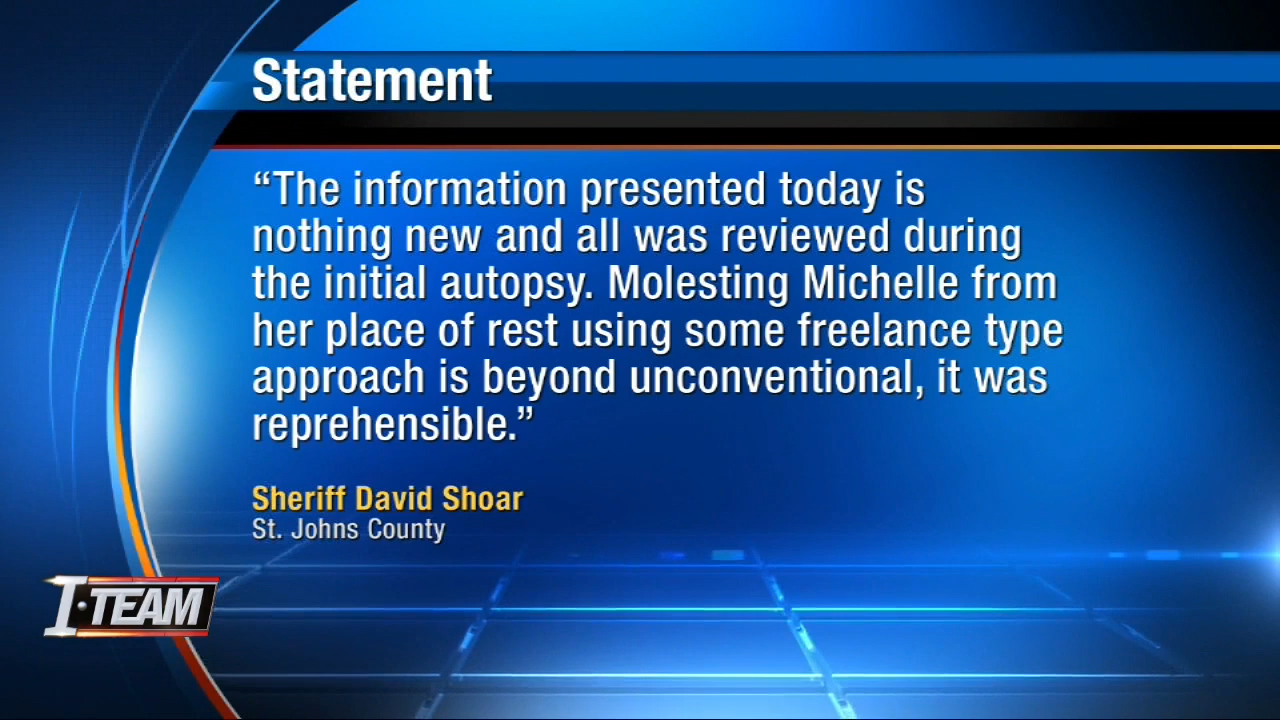 Statement
“The information presented today is
nothing new and all was reviewed during
the initial autopsy. Molesting Michelle from
her place of rest using some freelance type
approach is beyond unconventional, it was
reprehensible.”
Sheriff David Shoar
St. Johns County
I•TEAM